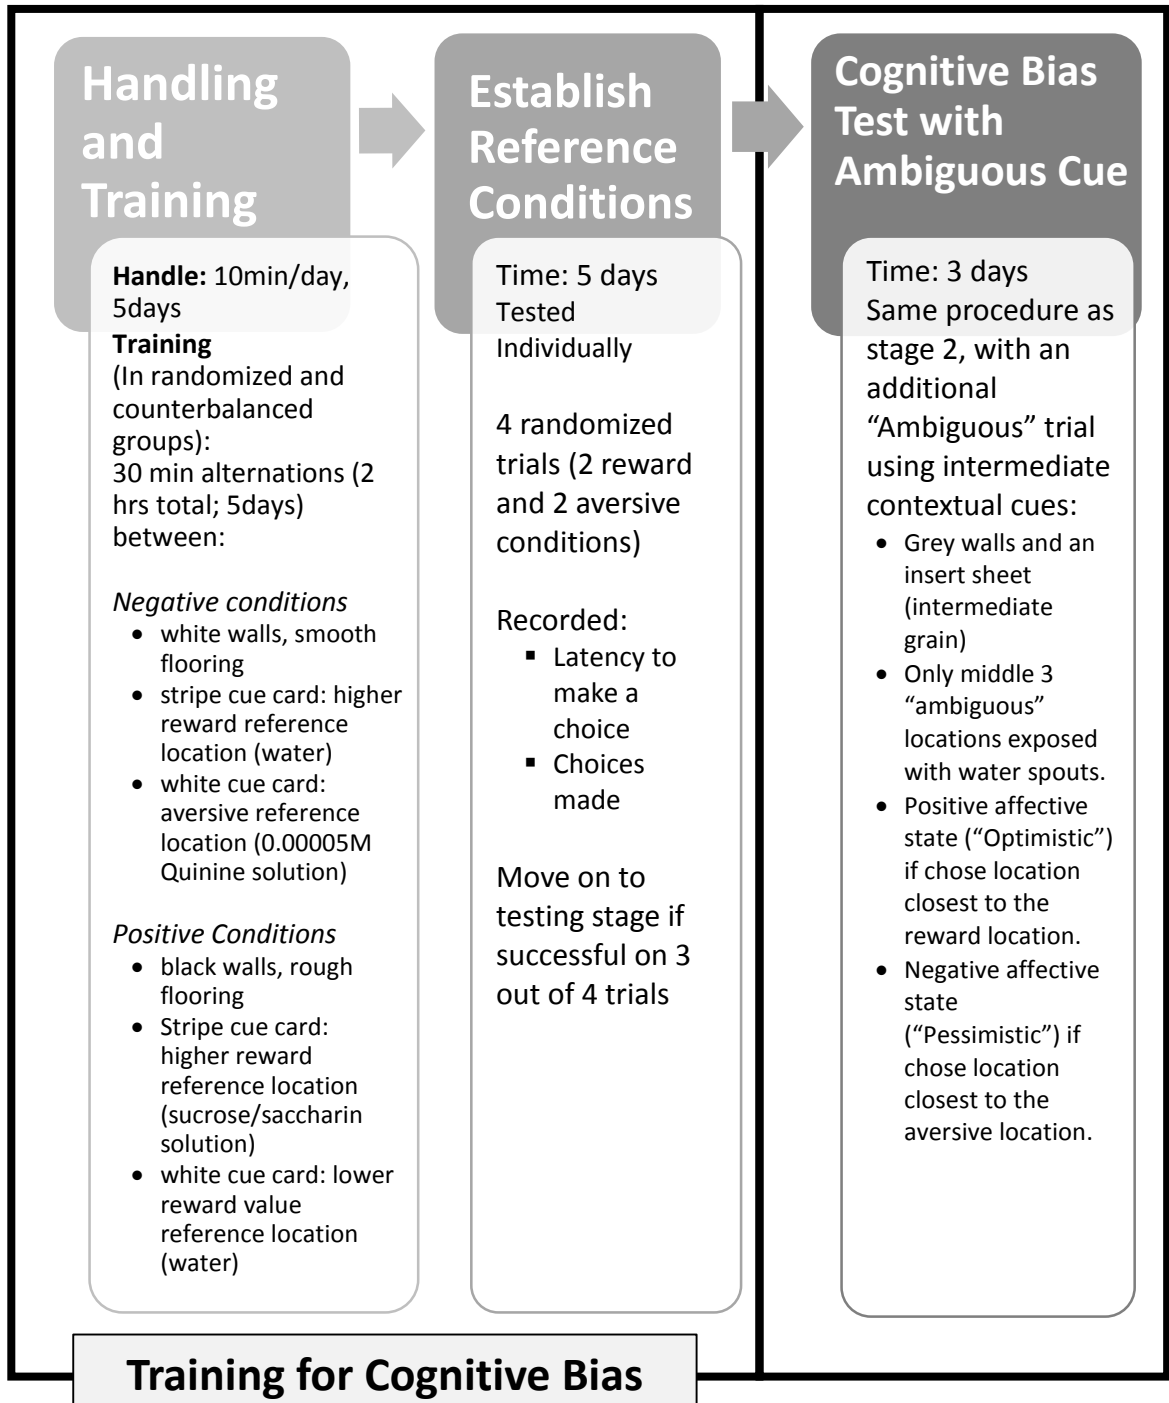 Handling
and
Training
Handle: 10min/day,
5days
Training
(In randomized and
counterbalanced
groups):
30 min alternations (2
hrs total; 5days)
between:
Negative conditions
• white walls, smooth
flooring
• stripe cue card: higher
reward reference
location (water)
• white cue card:
aversive reference
location (0.00005M
Quinine solution)
Positive Conditions
• black walls, rough
flooring
• Stripe cue card:
higher reward
reference location
(sucrose/saccharin
solution)
• white cue card: lower
reward value
reference location
(water)
Establish
Reference
Conditions
Time: 5 days
Tested
Individually
4 randomized
trials (2 reward
and 2 aversive
conditions)
Recorded:
▪ Latency to
make a
choice
▪ Choices
made
Move on to
testing stage if
successful on 3
out of 4 trials
Cognitive Bias
Test with
Ambiguous Cue
Time: 3 days
Same procedure as
stage 2, with an
additional
“Ambiguous” trial
using intermediate
contextual cues:
• Grey walls and an
insert sheet
(intermediate
grain)
• Only middle 3
“ambiguous”
locations exposed
with water spouts.
• Positive affective
state (“Optimistic”)
if chose location
closest to the
reward location.
• Negative affective
state
(“Pessimistic”) if
chose location
closest to the
aversive location.
Training for Cognitive Bias